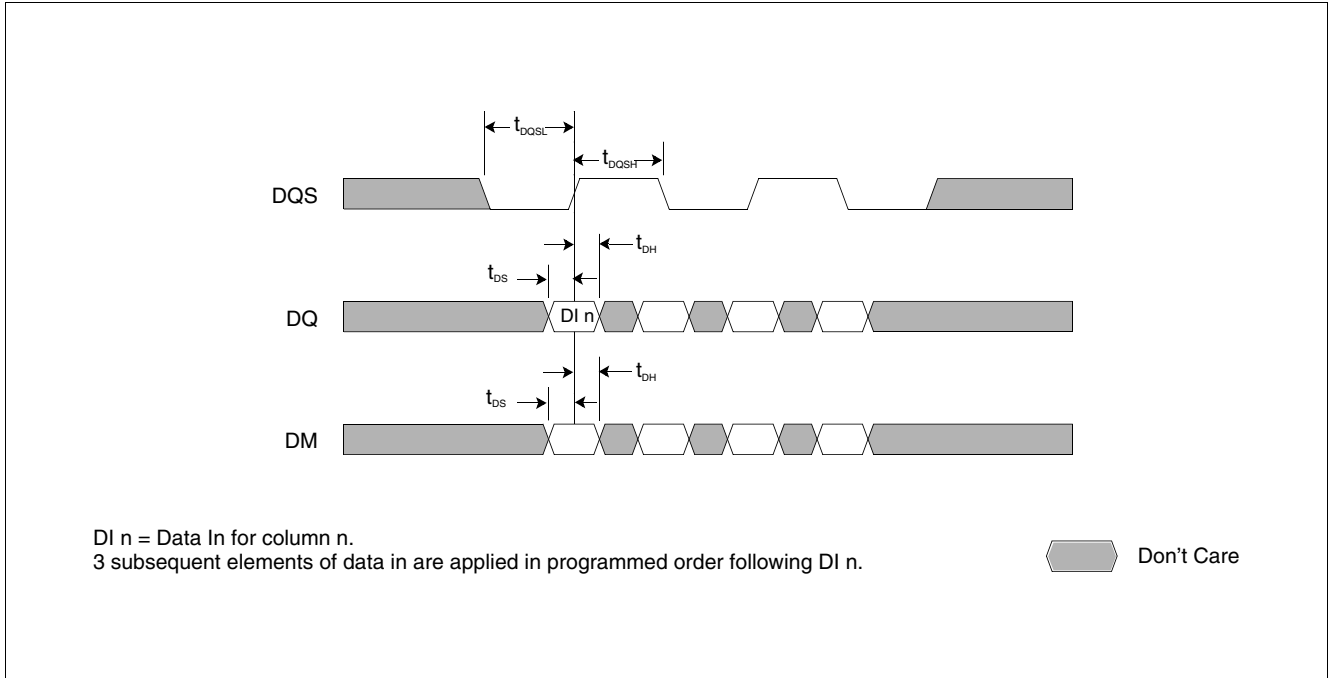 tDQSL
tDQSH
DQS
tDH
tDS
DQ
DI n
tDH
tDS
DM
DI n = Data In for column n.
3 subsequent elements of data in are applied in programmed order following DI n.
Don't Care